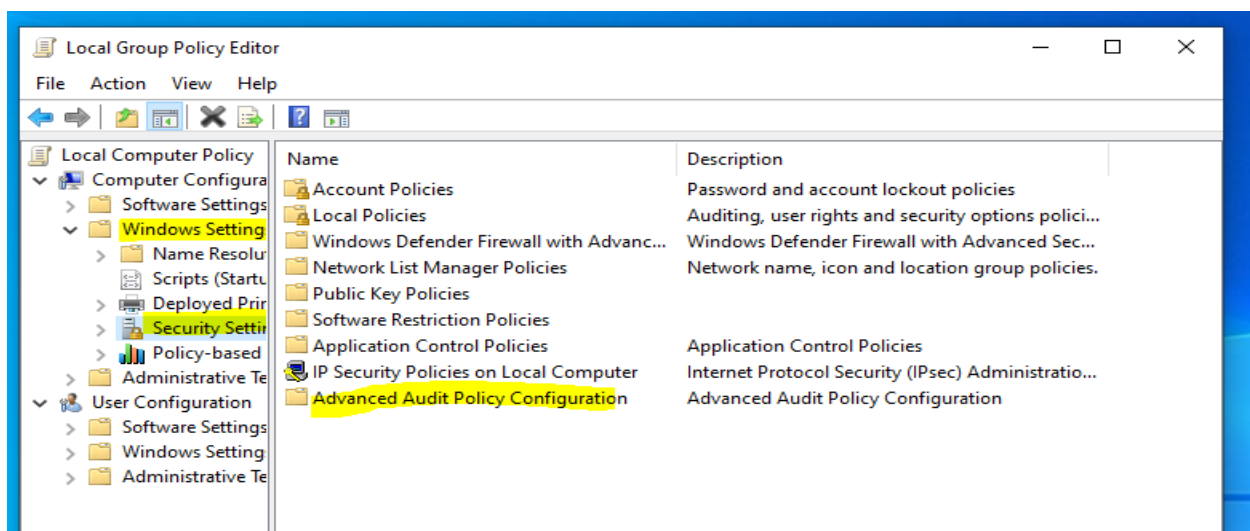 Local Group Policy Editor
File Action View Help
Local Computer Policy
Computer Configura
Software Settings
Windows Setting
Name Resolu
Scripts (Startu
Deployed Prin
Security Settin
Policy-based
Administrative Te
User Configuration
Software Settings
Windows Setting
Administrative Te
Name Description
Account Policies Password and account lockout policies
Local Policies Auditing, user rights and security options polici...
Windows Defender Firewall with Advanc... Windows Defender Firewall with Advanced Sec...
Network List Manager Policies Network name, icon and location group policies.
Public Key Policies
Software Restriction Policies
Application Control Policies Application Control Policies
IP Security Policies on Local Computer Internet Protocol Security (IPsec) Administratio...
Advanced Audit Policy Configuration Advanced Audit Policy Configuration